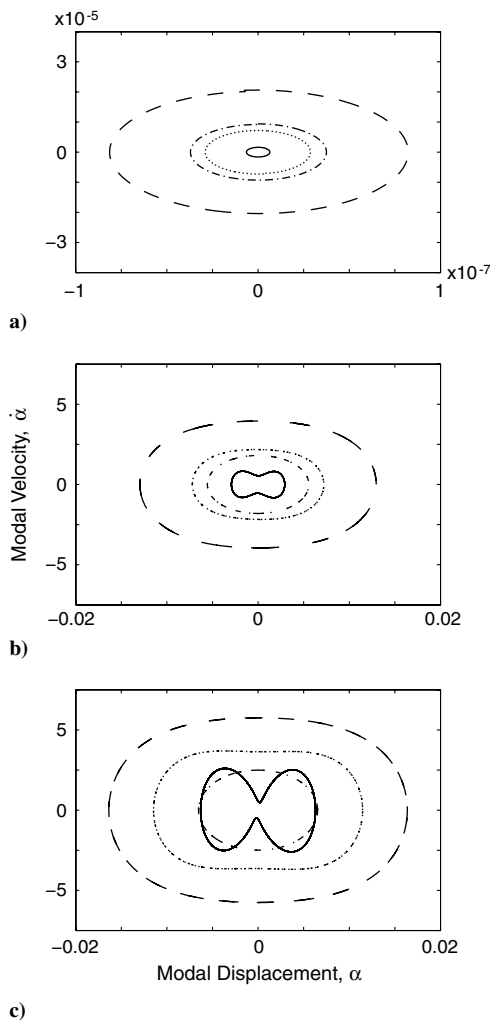 x10⁻⁵
3
0
−3
−1
0
1
x10⁻⁷
a)
5
0
−5
−0.02
0
0.02
Modal Velocity, α̇
b)
5
0
−5
−0.02
0
0.02
Modal Displacement, α
c)